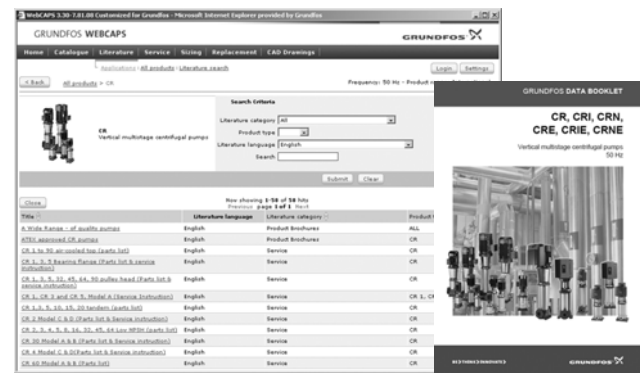 WebCAPS 3.30-7.81.08 Customized for Grundfos - Microsoft Internet Explorer provided by Grundfos
GRUNDFOS WEBCAPS
GRUNDFOS
Home Catalogue Literature Service Sizing Replacement CAD Drawings
Applications All products Literature search
Login Settings
< Back All products > CR
Frequency: 50 Hz - Product
Search Criteria
CR
Vertical multistage centrifugal pumps
Literature category All
Product type
Literature language English
Search
Submit Clear
Close
Now showing 1-58 of 58 hits
Previous page 1 of 1 Next
Title Literature language Literature category Product
A Wide Range - of quality pumps English Product Brochures ALL
ATEX approved CR pumps English Product Brochures CR
CR 1 to 90 air-cooled top (parts list) English Service CR
CR 1, 3, 5 Bearing flange (Parts list & service instruction) English Service CR
CR 1, 3, 5, 32, 45, 64, 90 pulley head (Parts list & service instruction) English Service CR
CR 1, CR 3 and CR 5, Model A (Service Instruction) English Service CR 1, CR
CR 1,3, 5, 10, 15, 20 tandem (parts list) English Service CR
CR 2 Model C & D (Parts list & Service instruction) English Service CR
CR 2, 3, 4, 5, 8, 16, 32, 45, 64 Low NPSH (parts list) English Service CR
CR 30 Model A & B (Parts list & Service instruction) English Service CR
CR 4 Model C & D(Parts list & Service instruction) English Service CR
CR 60 Model A & B (Parts list) English Service CR
GRUNDFOS DATA BOOKLET
CR, CRI, CRN,
CRE, CRIE, CRNE
Vertical multistage centrifugal pumps
50 Hz
BE>THINK>INNOVATE>
GRUNDFOS